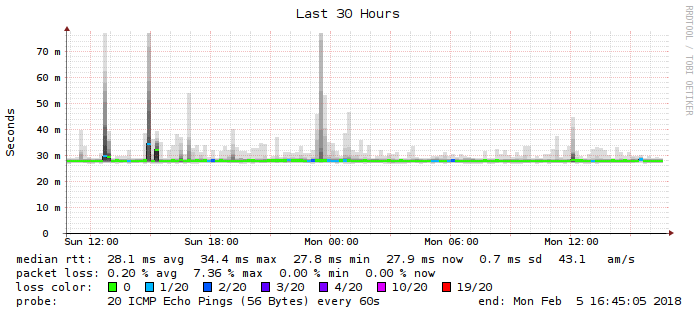 Last 30 Hours
RRDTOOL / TOBI OETIKER
Seconds
70 m
60 m
50 m
40 m
30 m
20 m
10 m
0
Sun 12:00 Sun 18:00 Mon 00:00 Mon 06:00 Mon 12:00
median rtt: 28.1 ms avg 34.4 ms max 27.8 ms min 27.9 ms now 0.7 ms sd 43.1 am/s
packet loss: 0.20 % avg 7.36 % max 0.00 % min 0.00 % now
loss color: 0 1/20 2/20 3/20 4/20 10/20 19/20
probe: 20 ICMP Echo Pings (56 Bytes) every 60s end: Mon Feb 5 16:45:05 2018